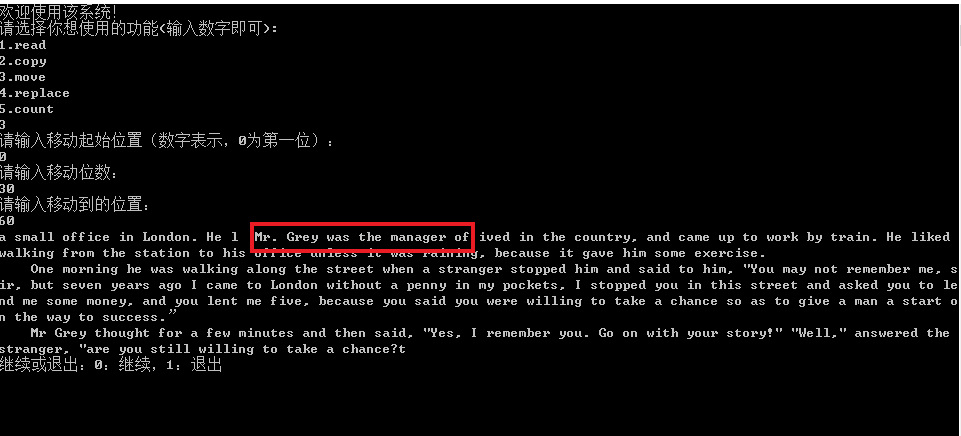 欢迎使用该系统!
请选择你想使用的功能(输入数字即可):
1.read
2.copy
3.move
4.replace
5.count
3
请输入移动起始位置（数字表示，0为第一位）:
0
请输入移动位数:
30
请输入移动到的位置:
60
a small office in London. He l  Mr. Grey was the manager of ived in the country, and came up to work by train. He liked
walking from the station to his office unless it was raining, because it gave him some exercise.
One morning he was walking along the street when a stranger stopped him and said to him, "You may not remember me, s
ir, but seven years ago I came to London without a penny in my pockets, I stopped you in this street and asked you to le
nd me some money, and you lent me five, because you said you were willing to take a chance so as to give a man a start o
n the way to success.”
Mr Grey thought for a few minutes and then said, "Yes, I remember you. Go on with your story!" "Well," answered the
stranger, "are you still willing to take a chance?t
继续或退出: 0: 继续, 1: 退出